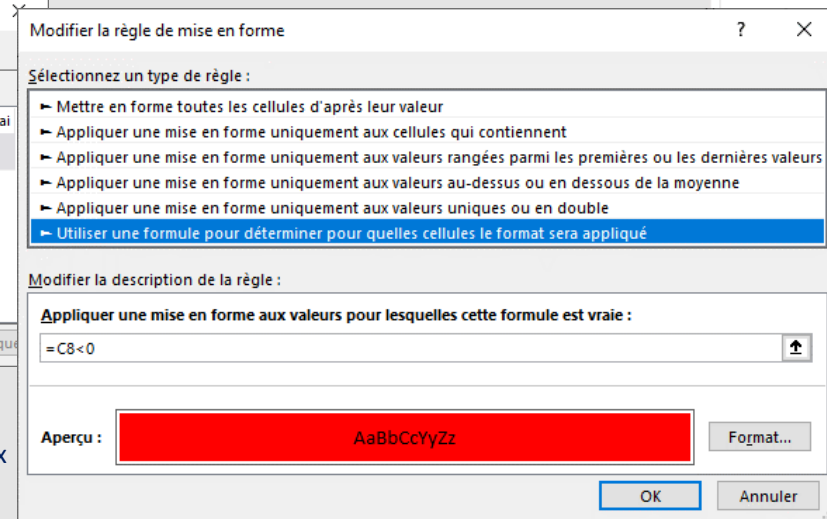 Modifier la règle de mise en forme
?
Sélectionnez un type de règle :
► Mettre en forme toutes les cellules d'après leur valeur
ai
► Appliquer une mise en forme uniquement aux cellules qui contiennent
► Appliquer une mise en forme uniquement aux valeurs rangées parmi les premières ou les dernières valeurs
► Appliquer une mise en forme uniquement aux valeurs au-dessus ou en dessous de la moyenne
► Appliquer une mise en forme uniquement aux valeurs uniques ou en double
► Utiliser une formule pour déterminer pour quelles cellules le format sera appliqué
Modifier la description de la règle :
Appliquer une mise en forme aux valeurs pour lesquelles cette formule est vraie :
que
=C8<0
Aperçu :
AaBbCcYyZz
Format...
x
OK
Annuler